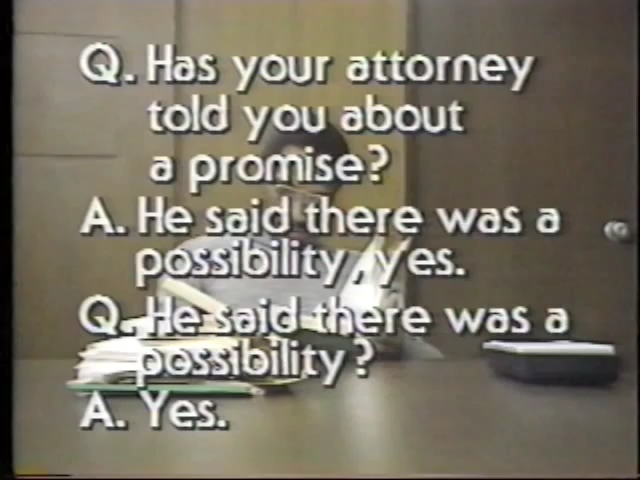 Q. Has your attorney
told you about
a promise?
A. He said there was a
possibility, yes.
Q. He said there was a
possibility?
A. Yes.